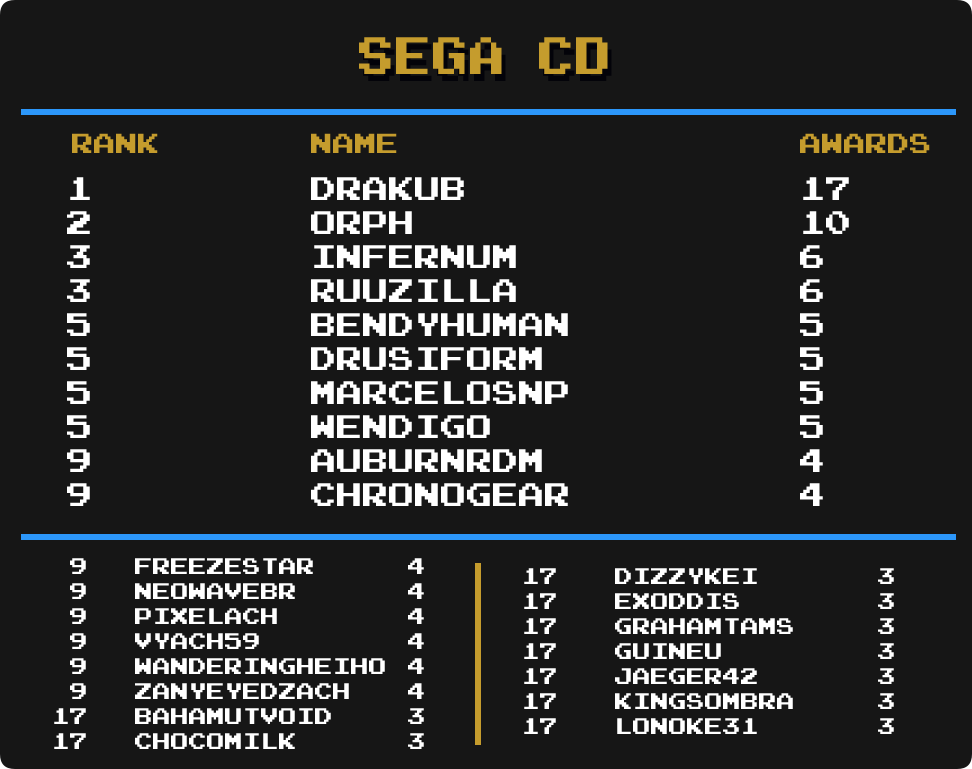 SEGA CD
RANK NAME AWARDS
1 DRAKUB 17
2 ORPH 10
3 INFERNUM 6
3 RUUZILLA 6
5 BENDYHUMAN 5
5 DRUSIFORM 5
5 MARCELOSNP 5
5 WENDIGO 5
9 AUBURNRDM 4
9 CHRONOGEAR 4
9 FREEZESTAR 4
9 NEOWAVEBR 4
9 PIXELACH 4
9 VYACH59 4
9 WANDERINGHEIHO 4
9 ZANYEYEDZACH 4
17 BAHAMUTVOID 3
17 CHOCOMILK 3
17 DIZZYKEI 3
17 EXODDIS 3
17 GRAHAMTAMS 3
17 GUINEU 3
17 JAEGER42 3
17 KINGSOMBRA 3
17 LONOKE31 3